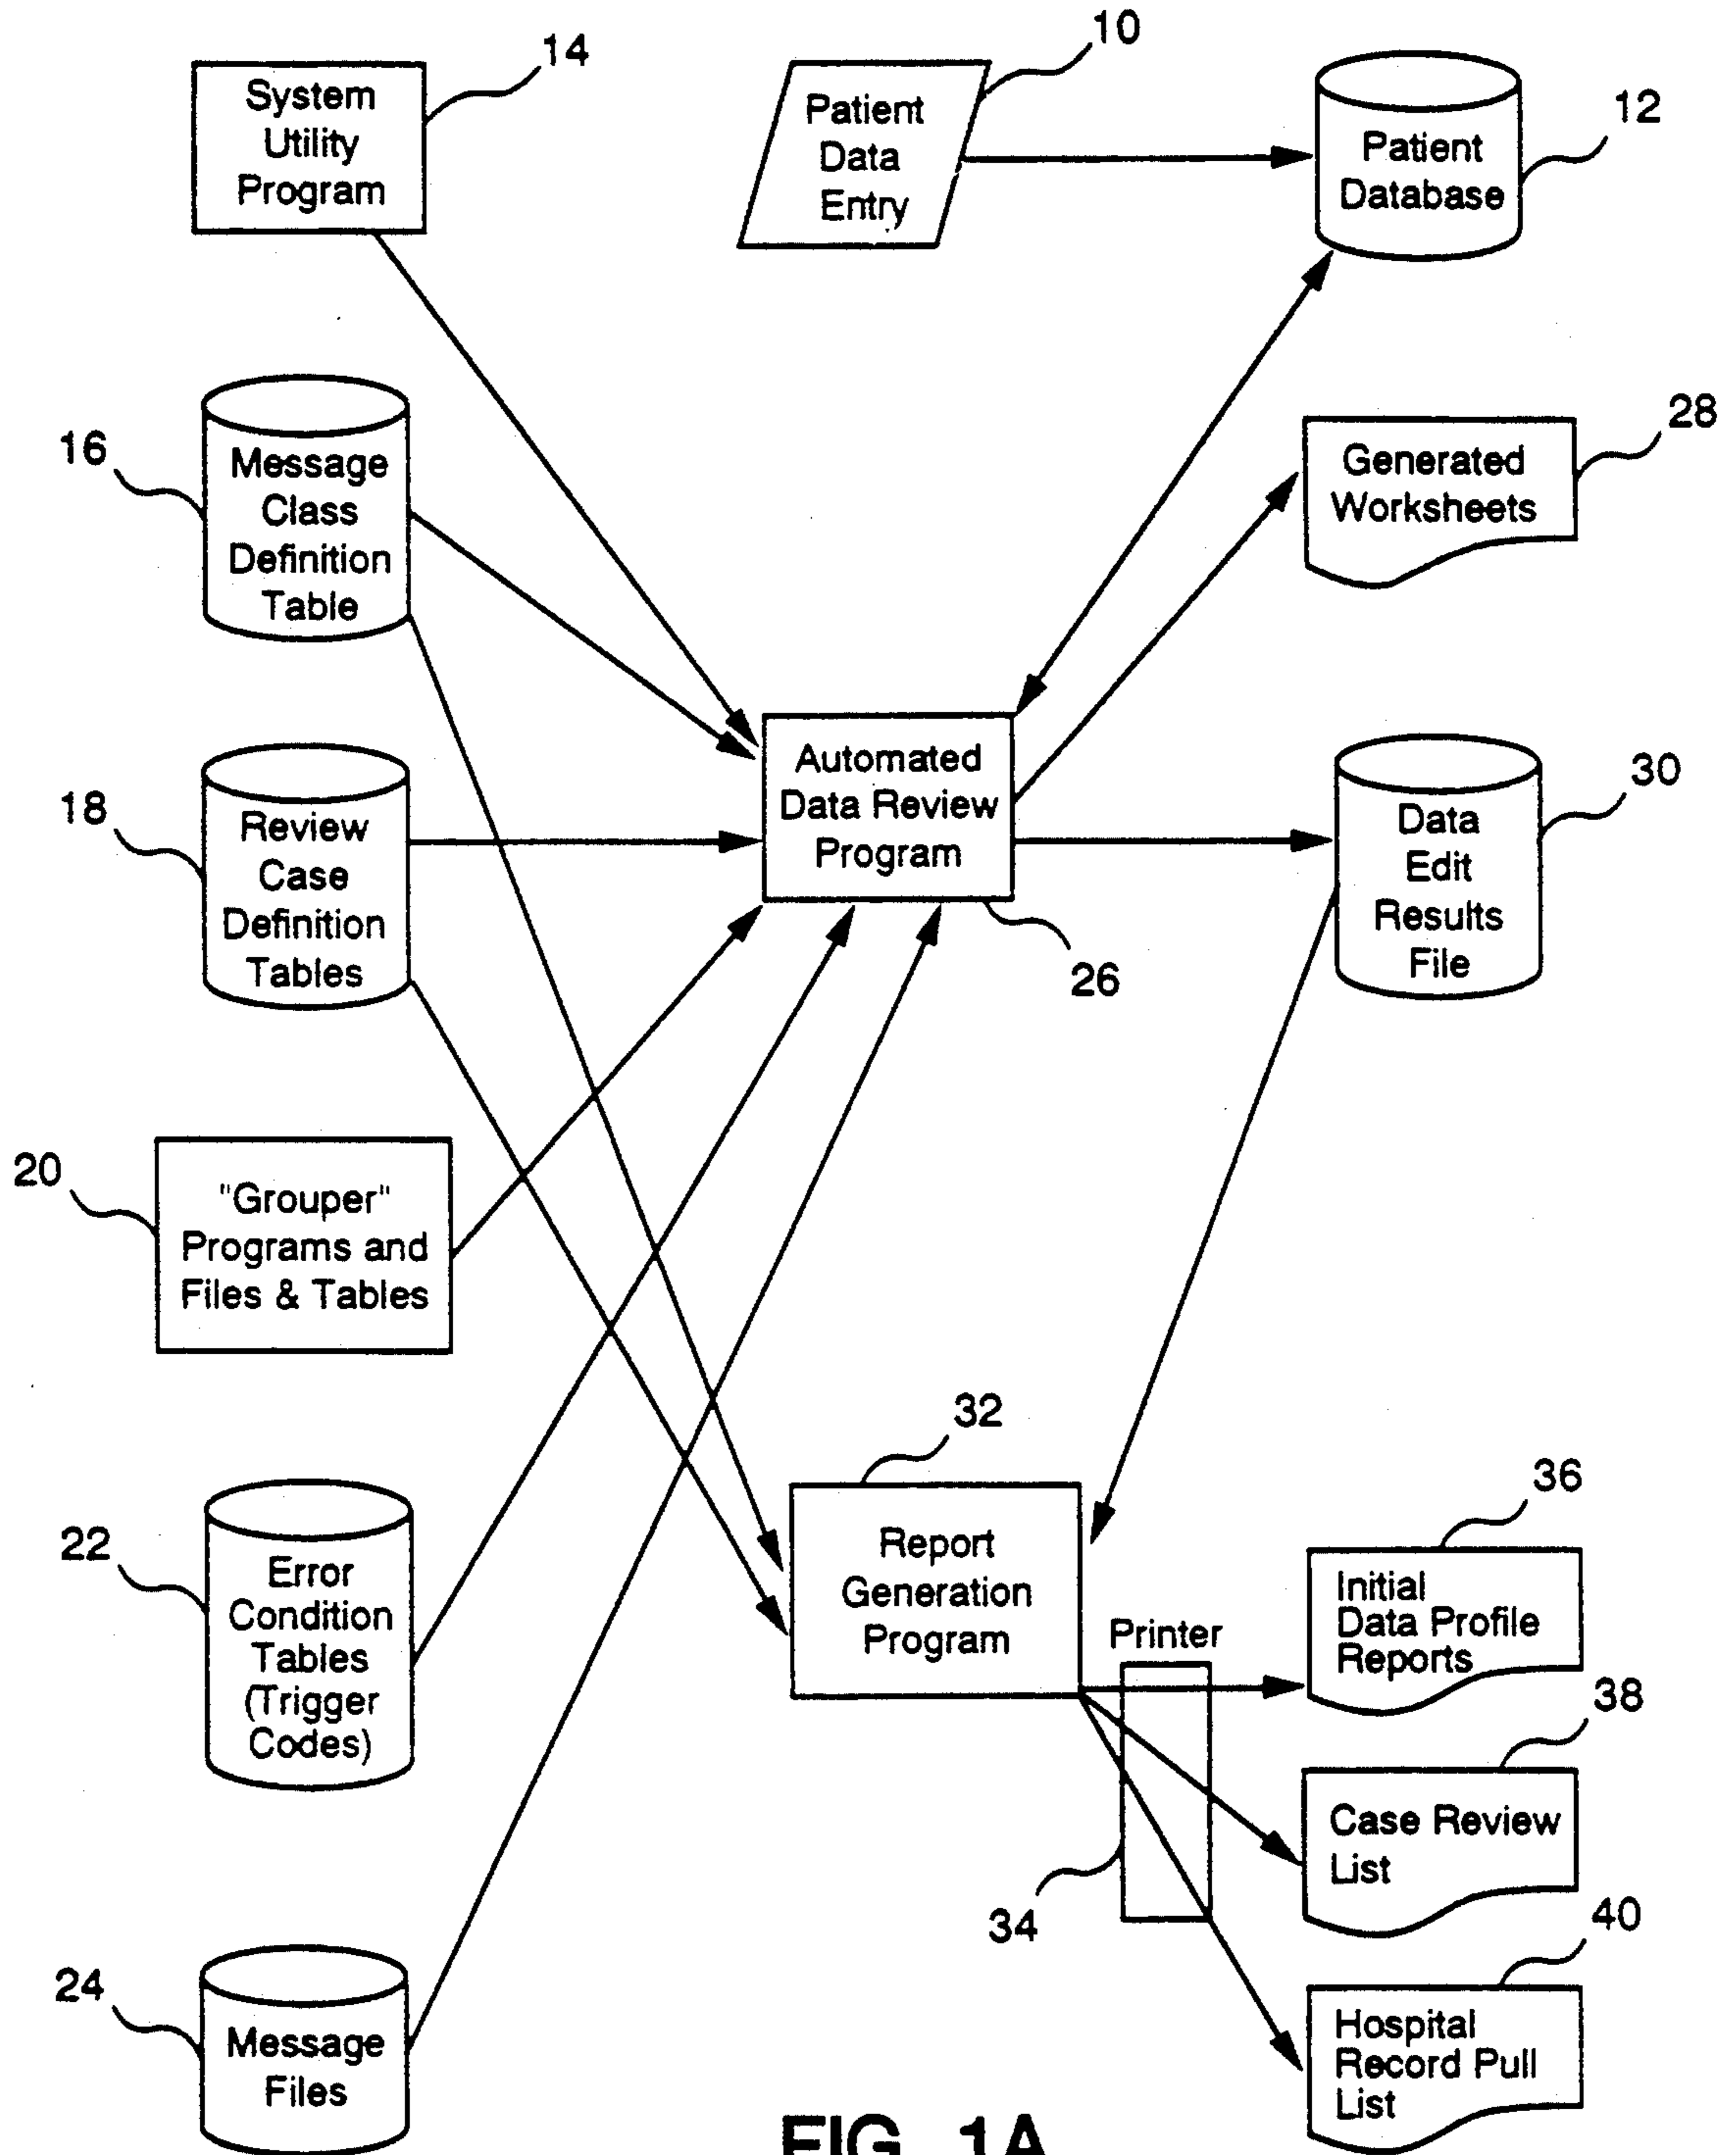 14
System
Utility
Program
10
Patient
Data
Entry
12
Patient
Database
16
Message
Class
Definition
Table
28
Generated
Worksheets
18
Review
Case
Definition
Tables
Automated
Data Review
Program
26
30
Data
Edit
Results
File
20
"Grouper"
Programs and
Files & Tables
22
Error
Condition
Tables
(Trigger
Codes)
32
Report
Generation
Program
Printer
34
36
Initial
Data Profile
Reports
38
Case Review
List
24
Message
Files
40
Hospital
Record Pull
List
FIG. 1A